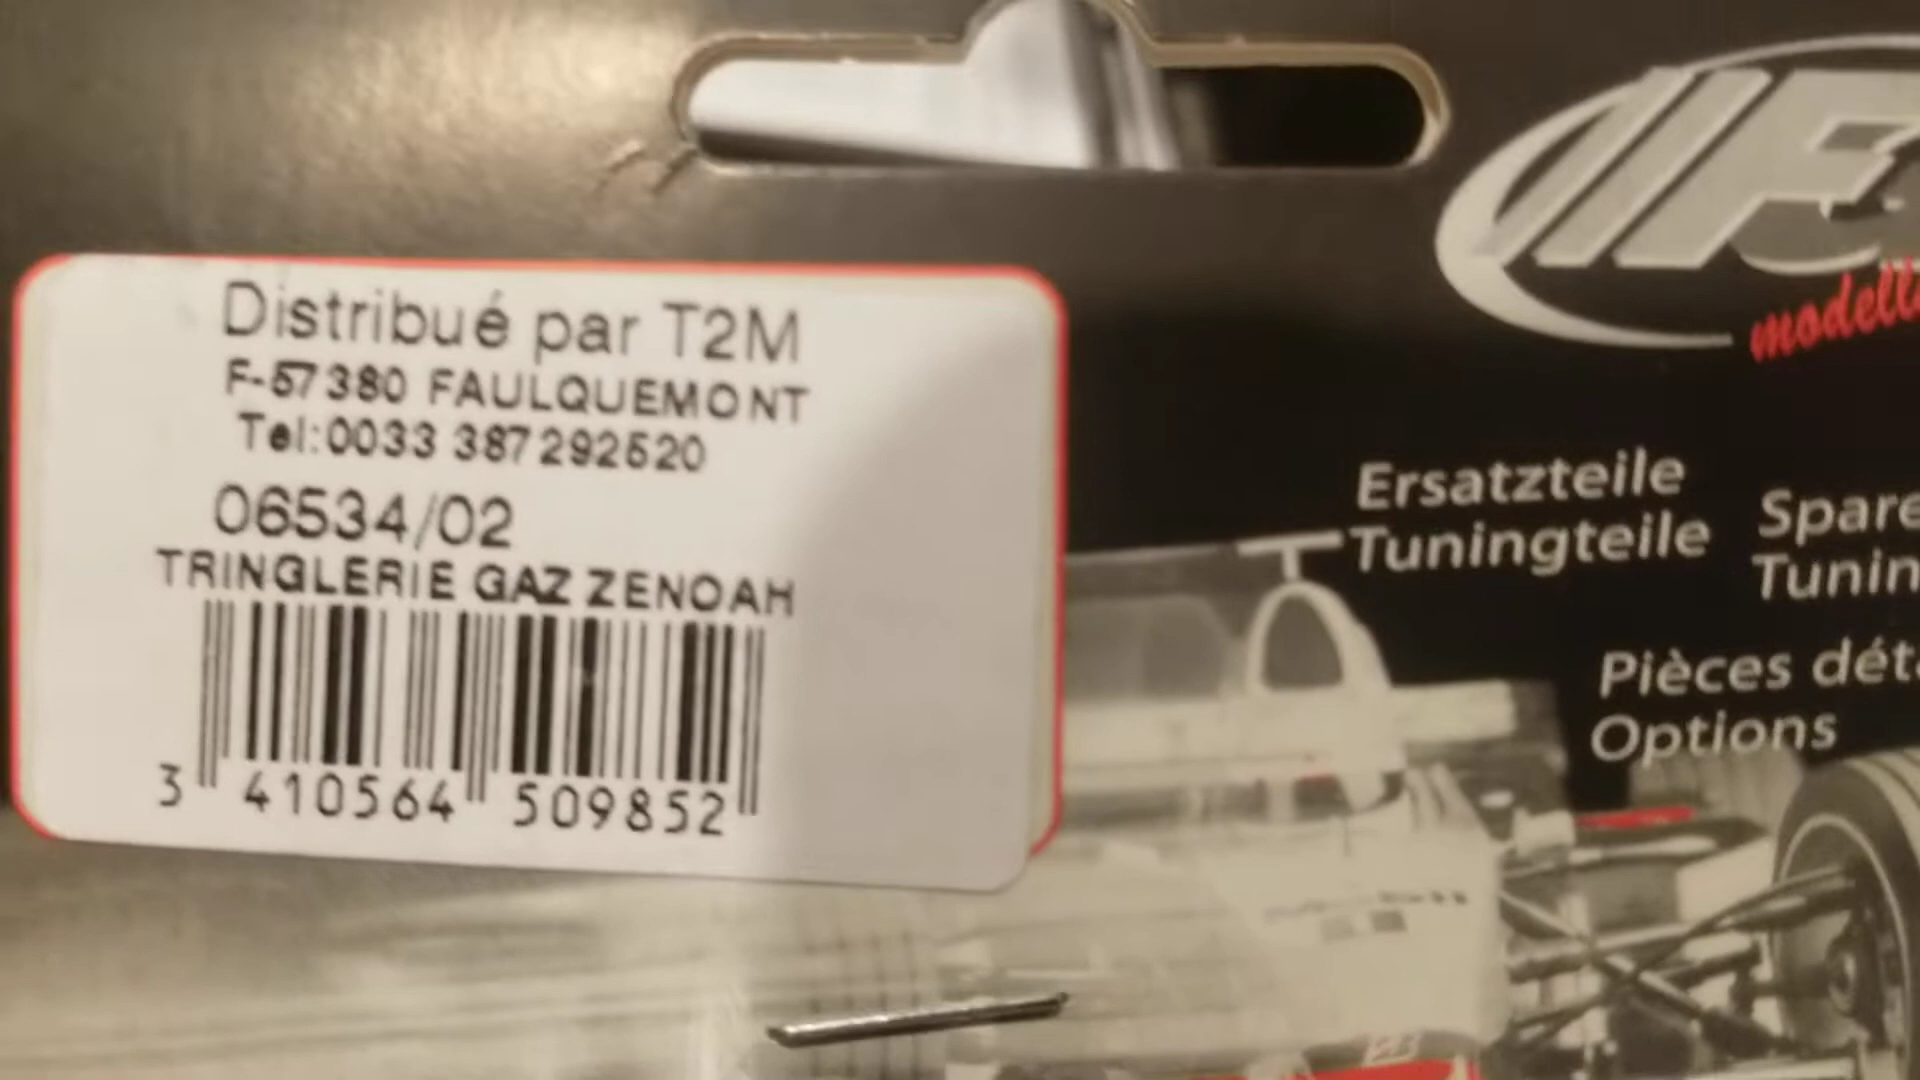 Distribué par T2M
F-57380 FAULQUEMONT
Tel:0033 387292520
06534/02
TRINGLERIE GAZ ZENOAH
3 410564 509852
modell
Ersatzteile
Tuningteile
Spare
Tunin
Pièces dét
Options